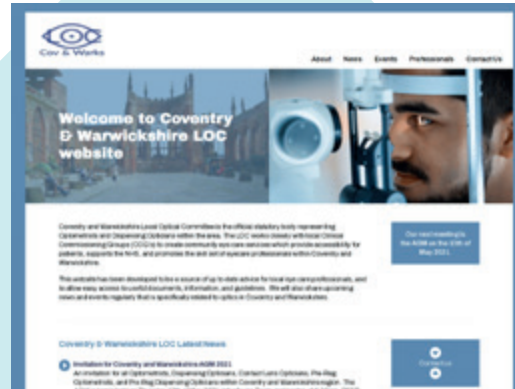 LOC
Cov & Warks
About News Events Professionals Contact Us
Welcome to Coventry
& Warwickshire LOC
website
Coventry and Warwickshire Local Optical Committee is the official statutory body representing
Optometrists and Dispensing Opticians within the area. The LOC works closely with local Clinical
Commissioning Groups (CCG's) to create community eye care services which provide accessibility for
patients, supports the NHS, and promotes the skill set of eyecare professionals within Coventry and
Warwickshire.
Our next meeting is
the AGM on the 10th of
May 2021.
This website has been developed to be a source of up to date advice for local eye care professionals, and
to allow easy access to useful documents, information, and guidelines. We will also share upcoming
news and events regularly that is specifically related to optics in Coventry and Warwickshire.
Coventry & Warwickshire LOC Latest News
Invitation for Coventry and Warwickshire AGM 2021
An invitation for all Optometrists, Dispensing Opticians, Contact Lens Opticians, Pre-Reg
Optometrists, and Pre Reg Dispensing Opticians within Coventry and Warwickshire region. The
Contact us